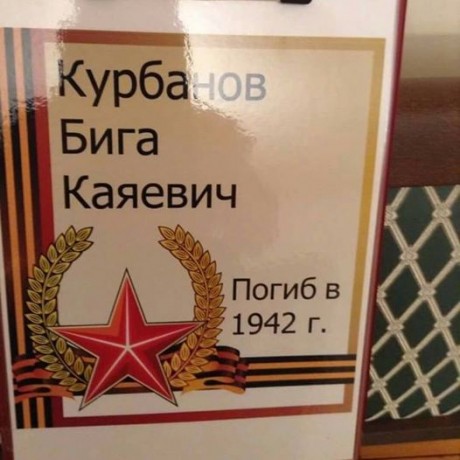 Курбанов
Бига
Каяевич
Погиб в
1942 г.